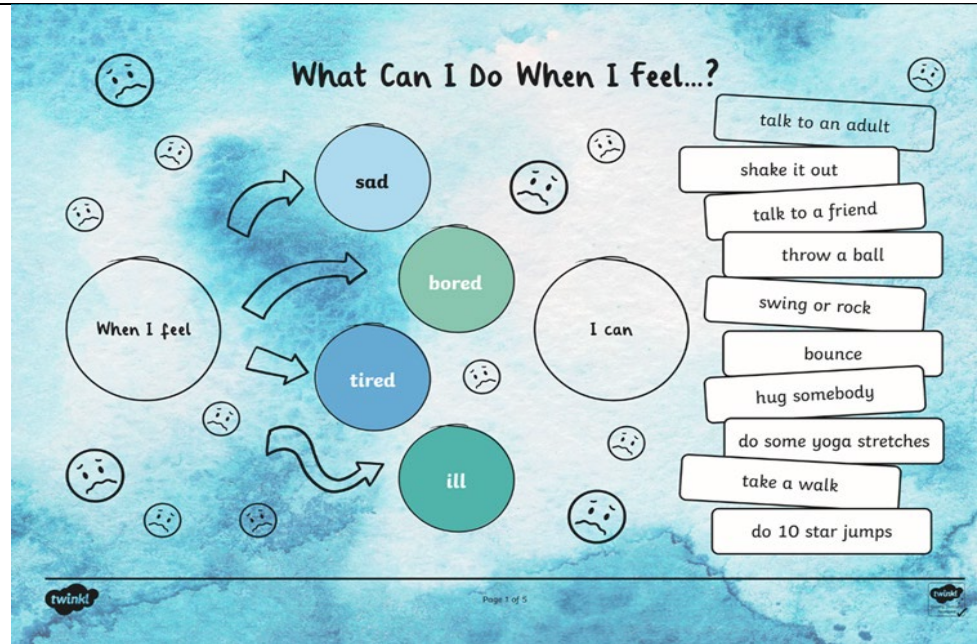 What Can I Do When I Feel...?
When I feel
sad
bored
tired
ill
I can
talk to an adult
shake it out
talk to a friend
throw a ball
swing or rock
bounce
hug somebody
do some yoga stretches
take a walk
do 10 star jumps
twinkl
Page 1 of 5
twinkl